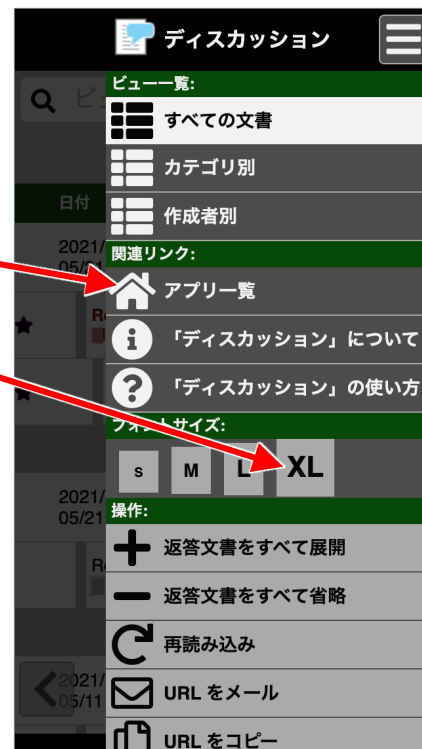 ディスカッション
ビュー一覧:
すべての文書
カテゴリ別
日付
作成者別
2021/
05/21
関連リンク:
アプリ一覧
「ディスカッション」について
「ディスカッション」の使い方
フォントサイズ:
S M L XL
2021/
05/21
操作:
返答文書をすべて展開
返答文書をすべて省略
再読み込み
2021/
05/11
URL をメール
URL をコピー